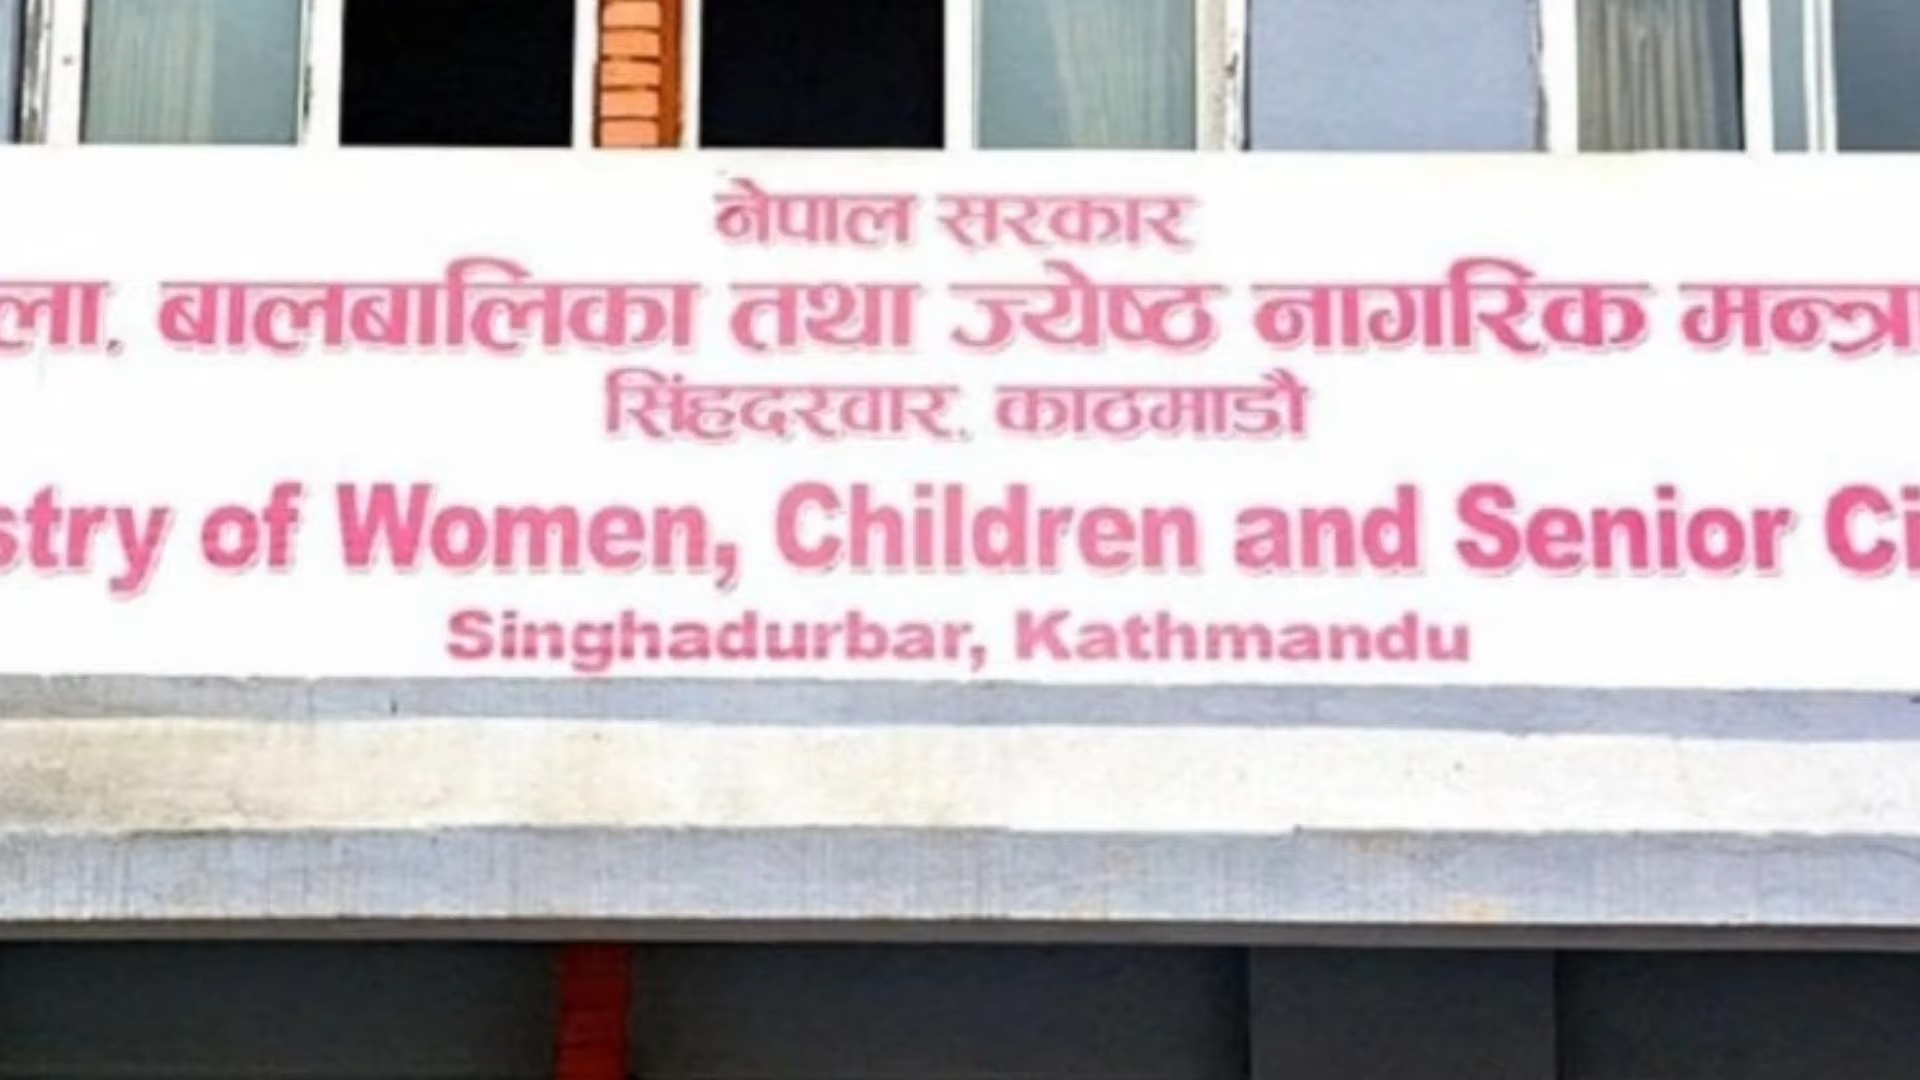 नेपाल सरकार
ला, बालबालिका तथा ज्येष्ठ नागरिक मन्त्रा
सिंहदरवार, काठमाडौं
stry of Women, Children and Senior Ci
Singhadurbar, Kathmandu